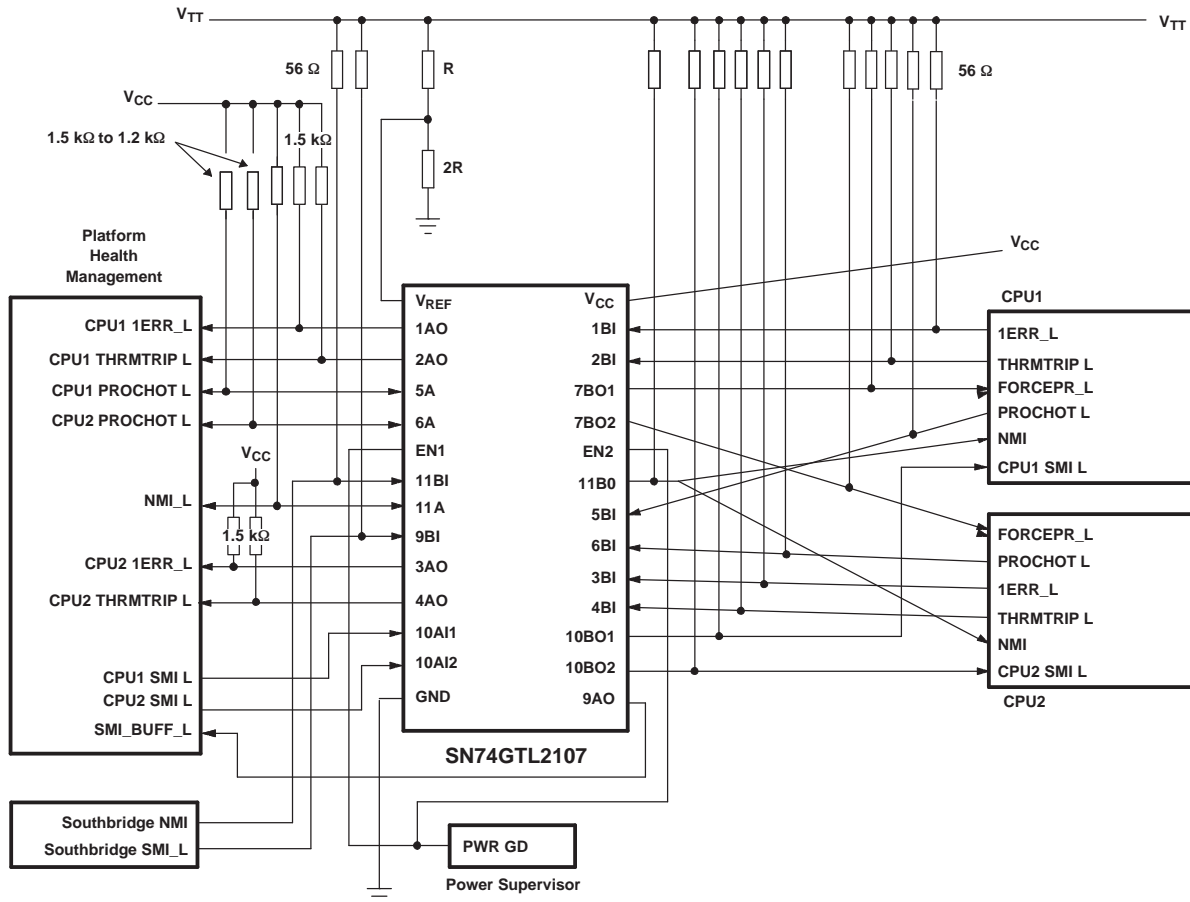 VTT
VTT
56 Ω
R
56 Ω
VCC
1.5 kΩ to 1.2 kΩ
1.5 kΩ
2R
Platform
Health
Management
CPU1 1ERR_L
CPU1 THRMTRIP L
CPU1 PROCHOT L
CPU2 PROCHOT L
VCC
NMI_L
1.5 kΩ
CPU2 1ERR_L
CPU2 THRMTRIP L
CPU1 SMI L
CPU2 SMI L
SMI_BUFF_L
VREF
1AO
2AO
5A
6A
EN1
11BI
11A
9BI
3AO
4AO
10AI1
10AI2
GND
VCC
1BI
2BI
7BO1
7BO2
EN2
11B0
5BI
6BI
3BI
4BI
10BO1
10BO2
9AO
SN74GTL2107
VCC
CPU1
1ERR_L
THRMTRIP L
FORCEPR_L
PROCHOT L
NMI
CPU1 SMI L
FORCEPR_L
PROCHOT L
1ERR_L
THRMTRIP L
NMI
CPU2 SMI L
CPU2
Southbridge NMI
Southbridge SMI_L
PWR GD
Power Supervisor